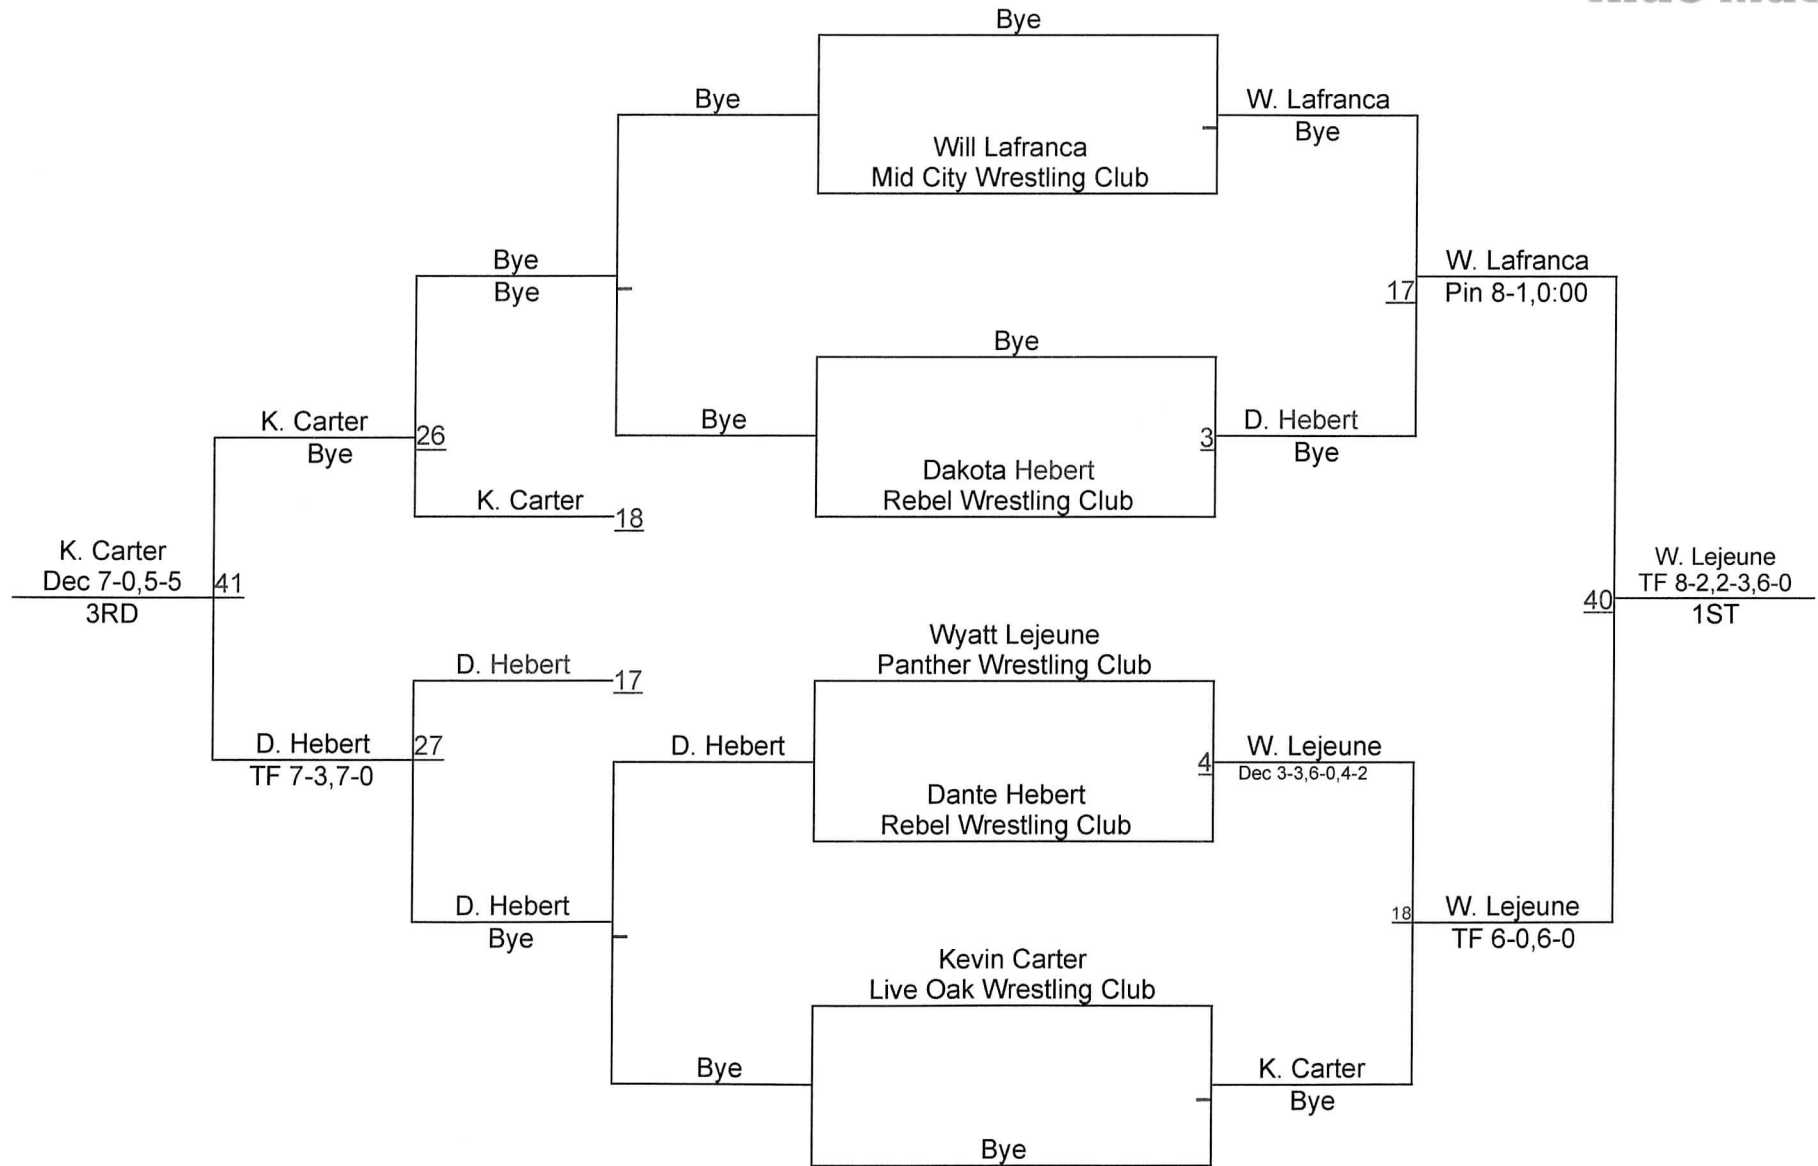 Bye
Bye
W. Lafranca
Bye
Will Lafranca
Mid City Wrestling Club
Bye
Bye
W. Lafranca
17
Pin 8-1,0:00
Bye
K. Carter
26
Bye
Bye
3
D. Hebert
Bye
Dakota Hebert
Rebel Wrestling Club
K. Carter
18
K. Carter
Dec 7-0,5-5
41
3RD
W. Lejeune
TF 8-2,2-3,6-0
40
1ST
Wyatt Lejeune
Panther Wrestling Club
D. Hebert
17
D. Hebert
27
TF 7-3,7-0
D. Hebert
4
W. Lejeune
Dec 3-3,6-0,4-2
Dante Hebert
Rebel Wrestling Club
D. Hebert
Bye
18
W. Lejeune
TF 6-0,6-0
Kevin Carter
Live Oak Wrestling Club
Bye
K. Carter
Bye
Bye